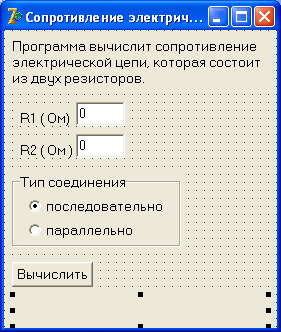 Сопротивление электрич...
Программа вычислит сопротивление
электрической цепи, которая состоит
из двух резисторов.
R1 ( Ом) 0
R2 ( Ом ) 0
Тип соединения
последовательно
параллельно
Вычислить